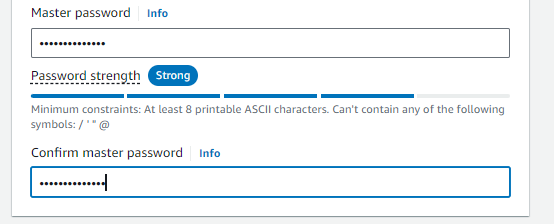 Master password Info
••••••••••••••
Password strength Strong
Minimum constraints: At least 8 printable ASCII characters. Can't contain any of the following
symbols: / ' " @
Confirm master password Info
••••••••••••••